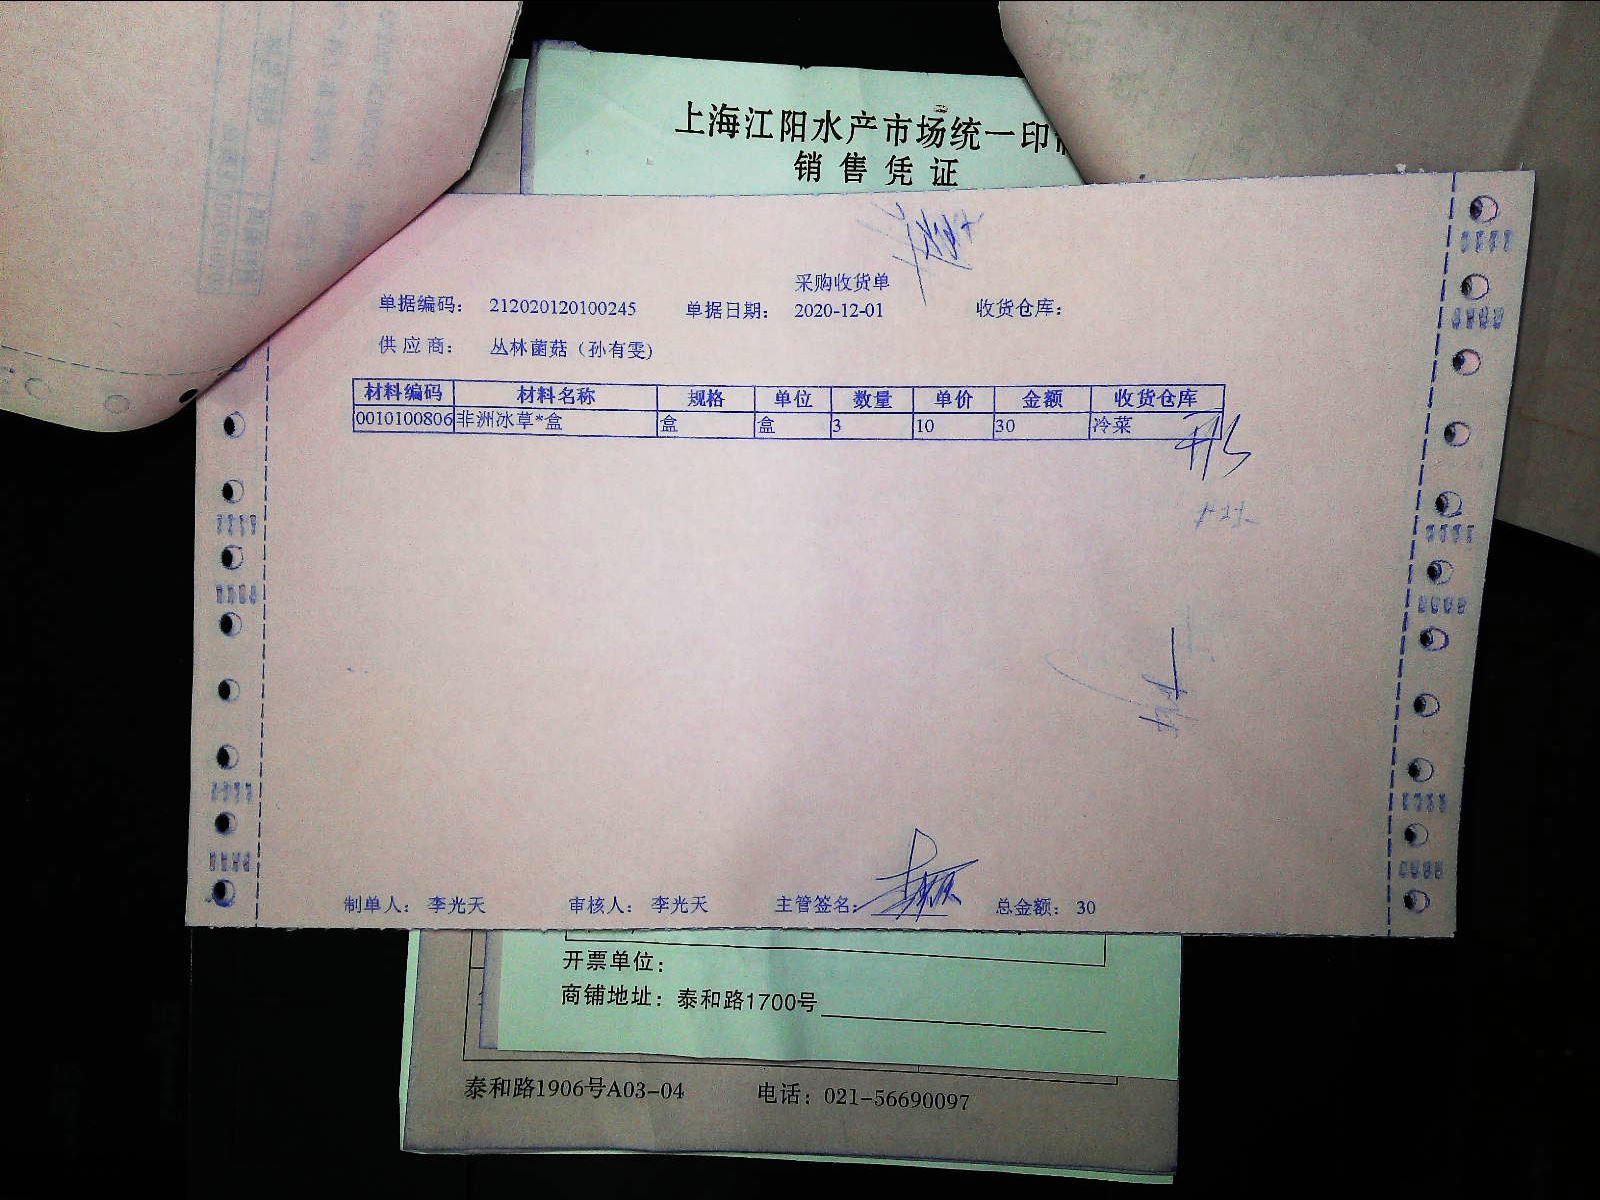 上海江阳水产市场统一印
销售凭证
采购收货单
单据编码： 212020120100245 单据日期： 2020-12-01 收货仓库：
供应商： 丛林菌菇（孙有雯）
材料编码 材料名称 规格 单位 数量 单价 金额 收货仓库
0010100806 非洲冰草*盒 盒 盒 3 10 30 冷菜
制单人： 李光天 审核人： 李光天 主管签名： 总金额： 30
开票单位：
商铺地址：泰和路1700号
泰和路1906号A03-04 电话：021-56690097